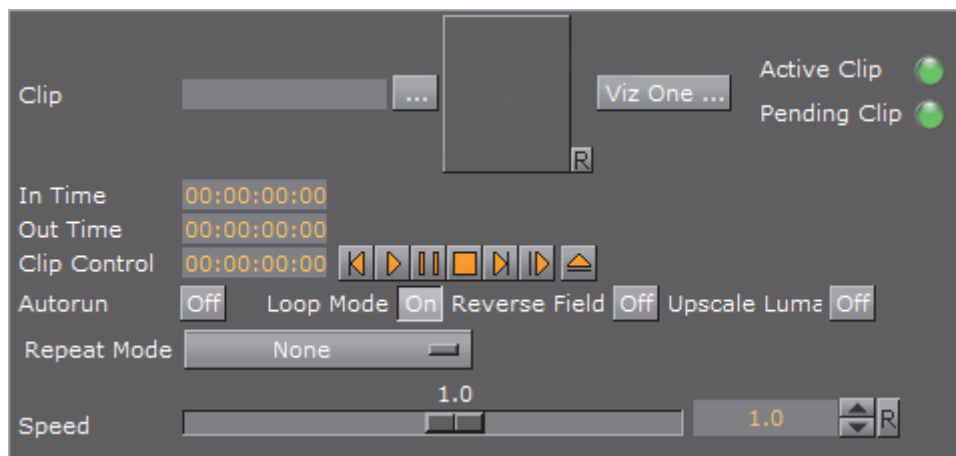 Clip ... Viz One ... Active Clip
Pending Clip
R
In Time 00:00:00:00
Out Time 00:00:00:00
Clip Control 00:00:00:00
Autorun Off Loop Mode On Reverse Field Off Upscale Luma Off
Repeat Mode None
1.0
Speed 1.0 R